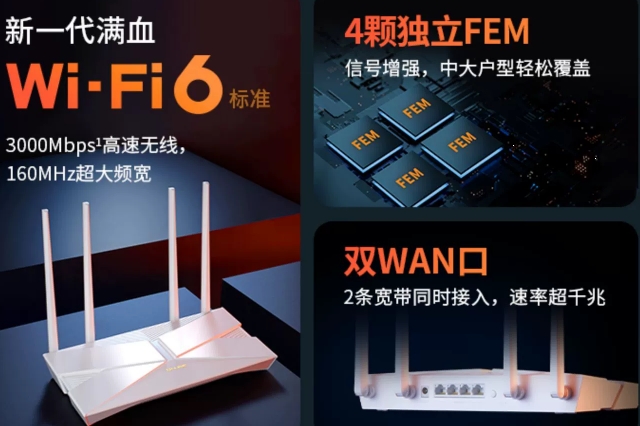 新一代满血
Wi-Fi 6标准
3000Mbps¹高速无线，
160MHz超大频宽
4颗独立FEM
信号增强，中大户型轻松覆盖
FEM
FEM
FEM
FEM
双WAN口
2条宽带同时接入，速率超千兆